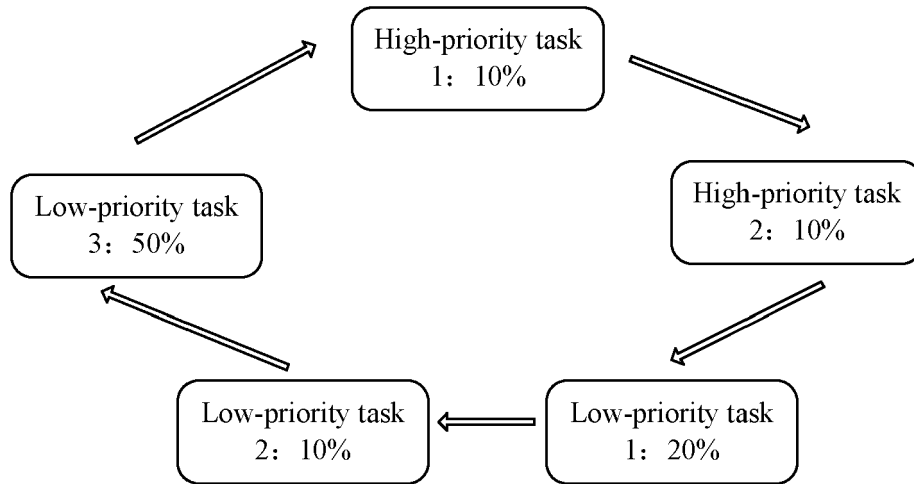 High-priority task
1： 10%
High-priority task
2： 10%
Low-priority task
1： 20%
Low-priority task
2： 10%
Low-priority task
3： 50%